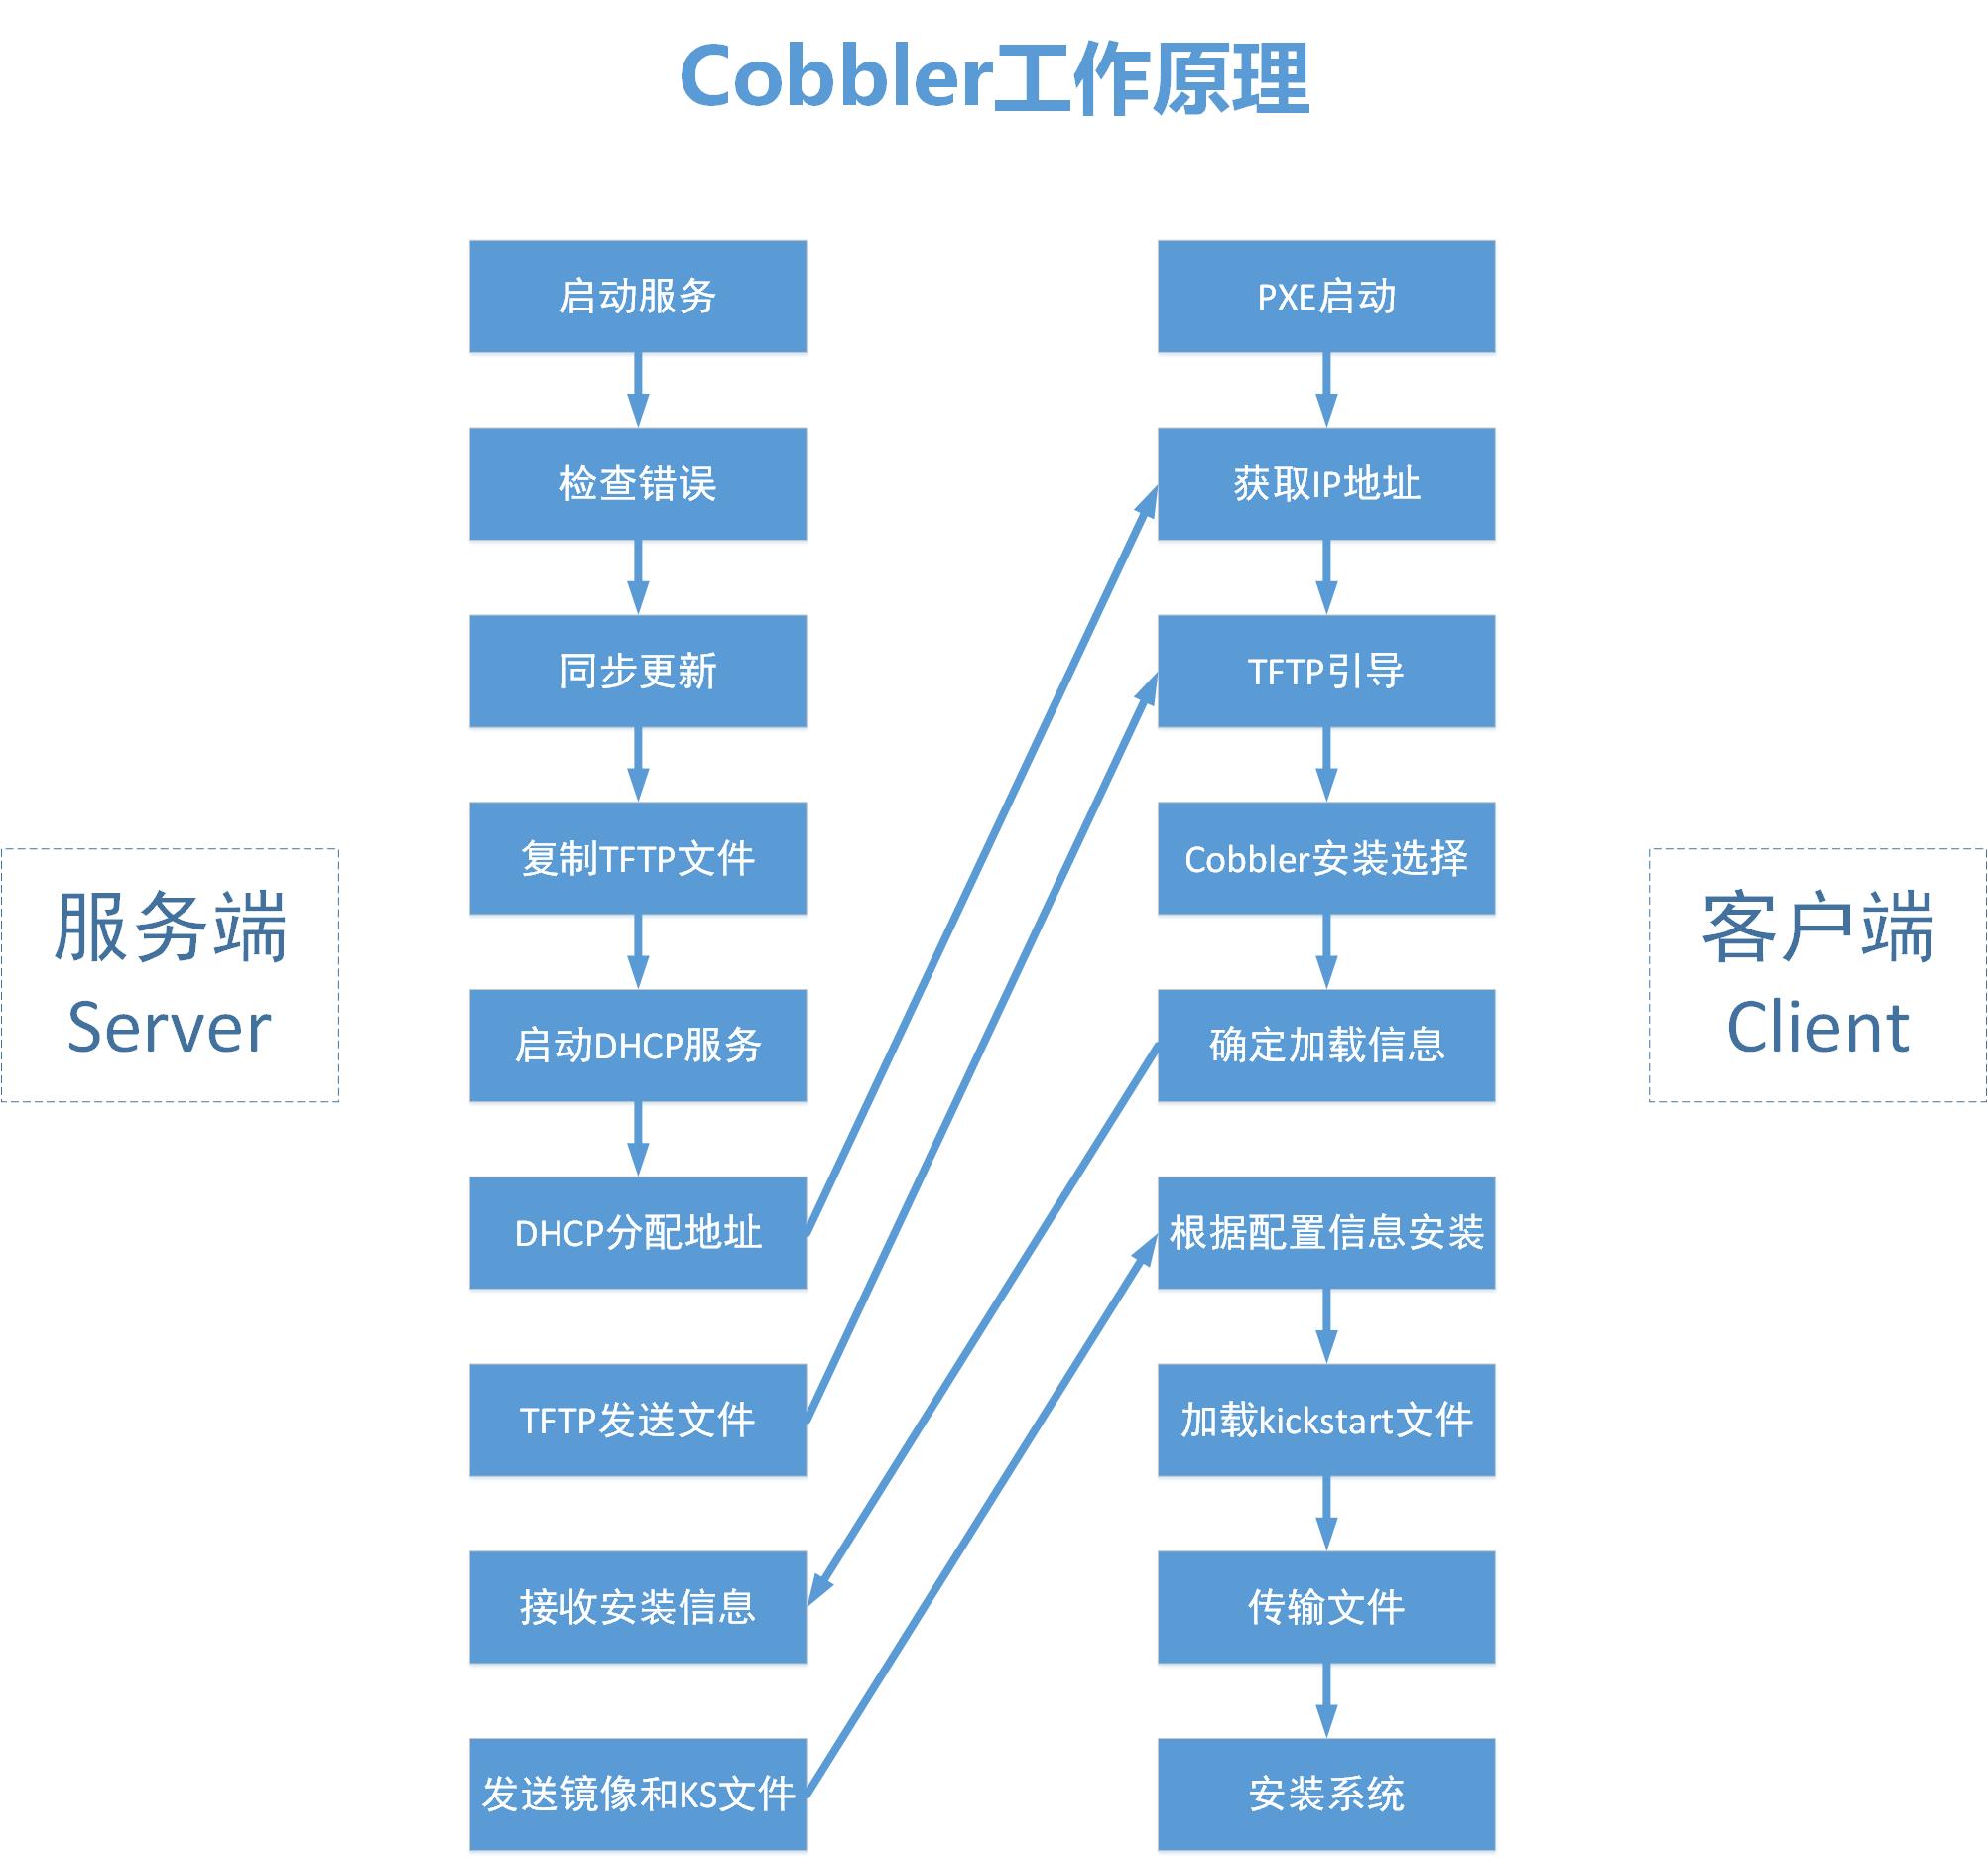 Cobbler工作原理
服务端
Server
启动服务
检查错误
同步更新
复制TFTP文件
启动DHCP服务
DHCP分配地址
TFTP发送文件
接收安装信息
发送镜像和KS文件
PXE启动
获取IP地址
TFTP引导
Cobbler安装选择
确定加载信息
根据配置信息安装
加载kickstart文件
传输文件
安装系统
客户端
Client